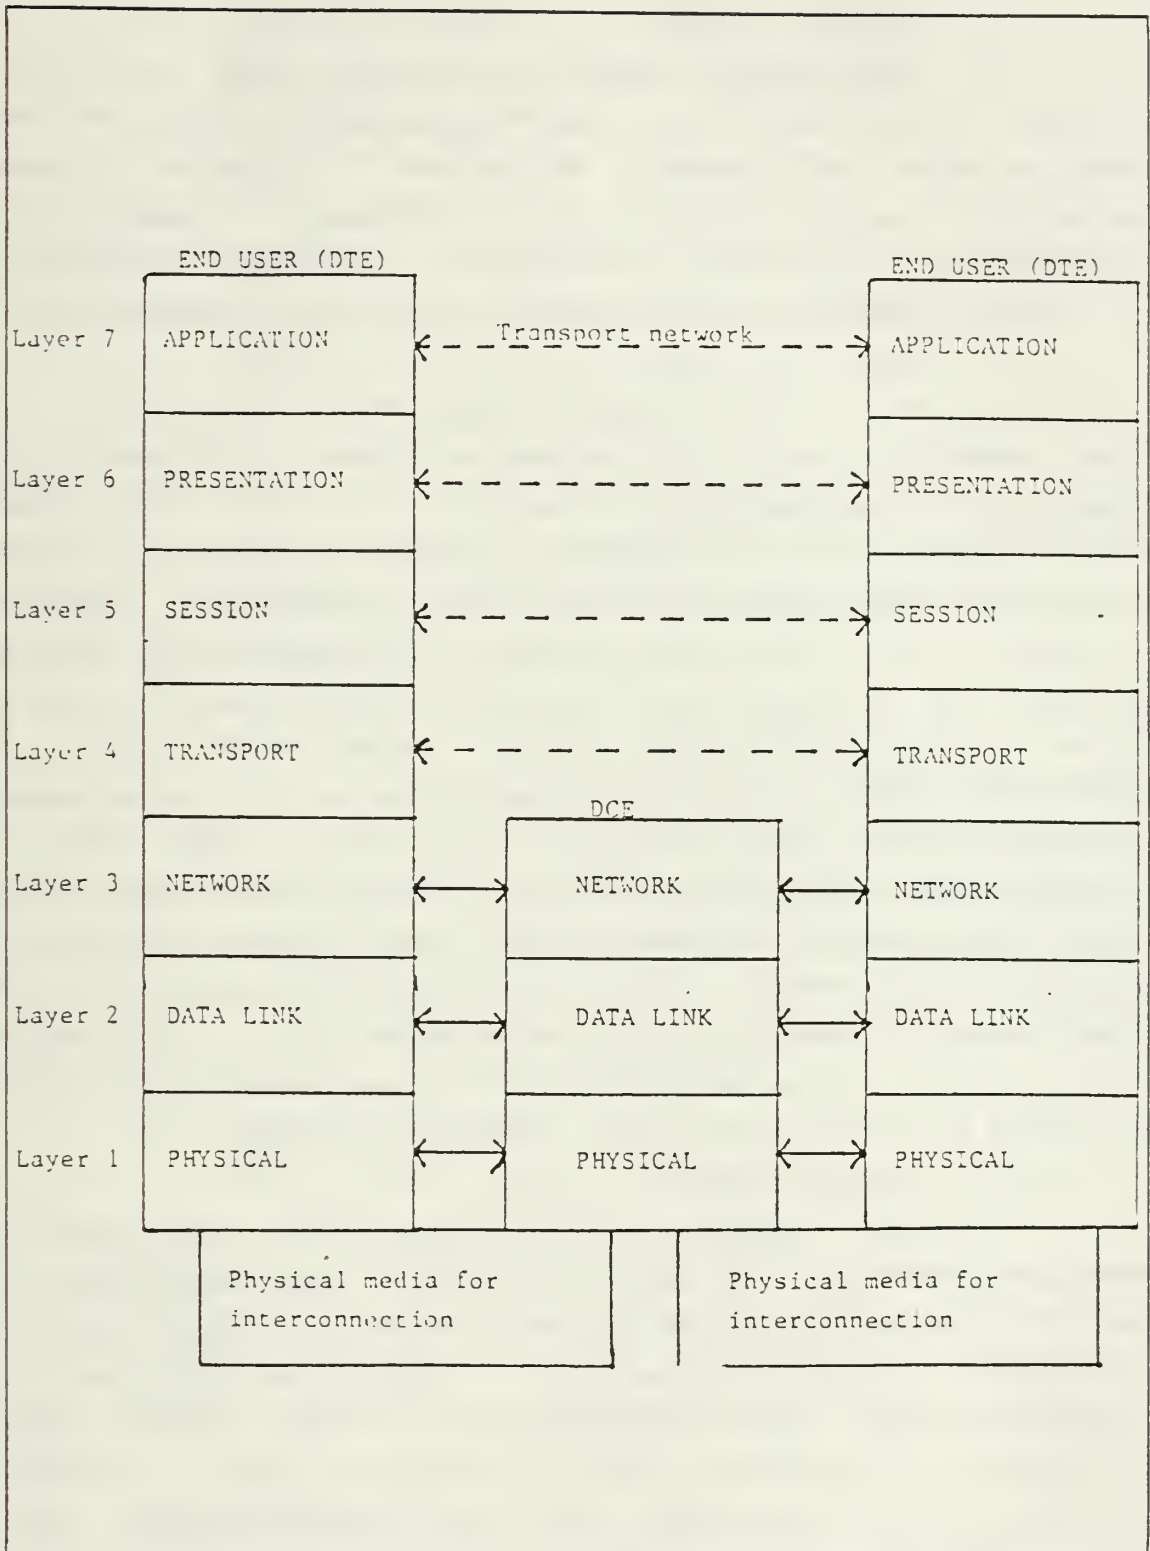 END USER (DTE)
END USER (DTE)
Layer 7 APPLICATION Transport network APPLICATION
Layer 6 PRESENTATION PRESENTATION
Layer 5 SESSION SESSION
Layer 4 TRANSPORT TRANSPORT
DCE
Layer 3 NETWORK NETWORK NETWORK
Layer 2 DATA LINK DATA LINK DATA LINK
Layer 1 PHYSICAL PHYSICAL PHYSICAL
Physical media for
interconnection
Physical media for
interconnection